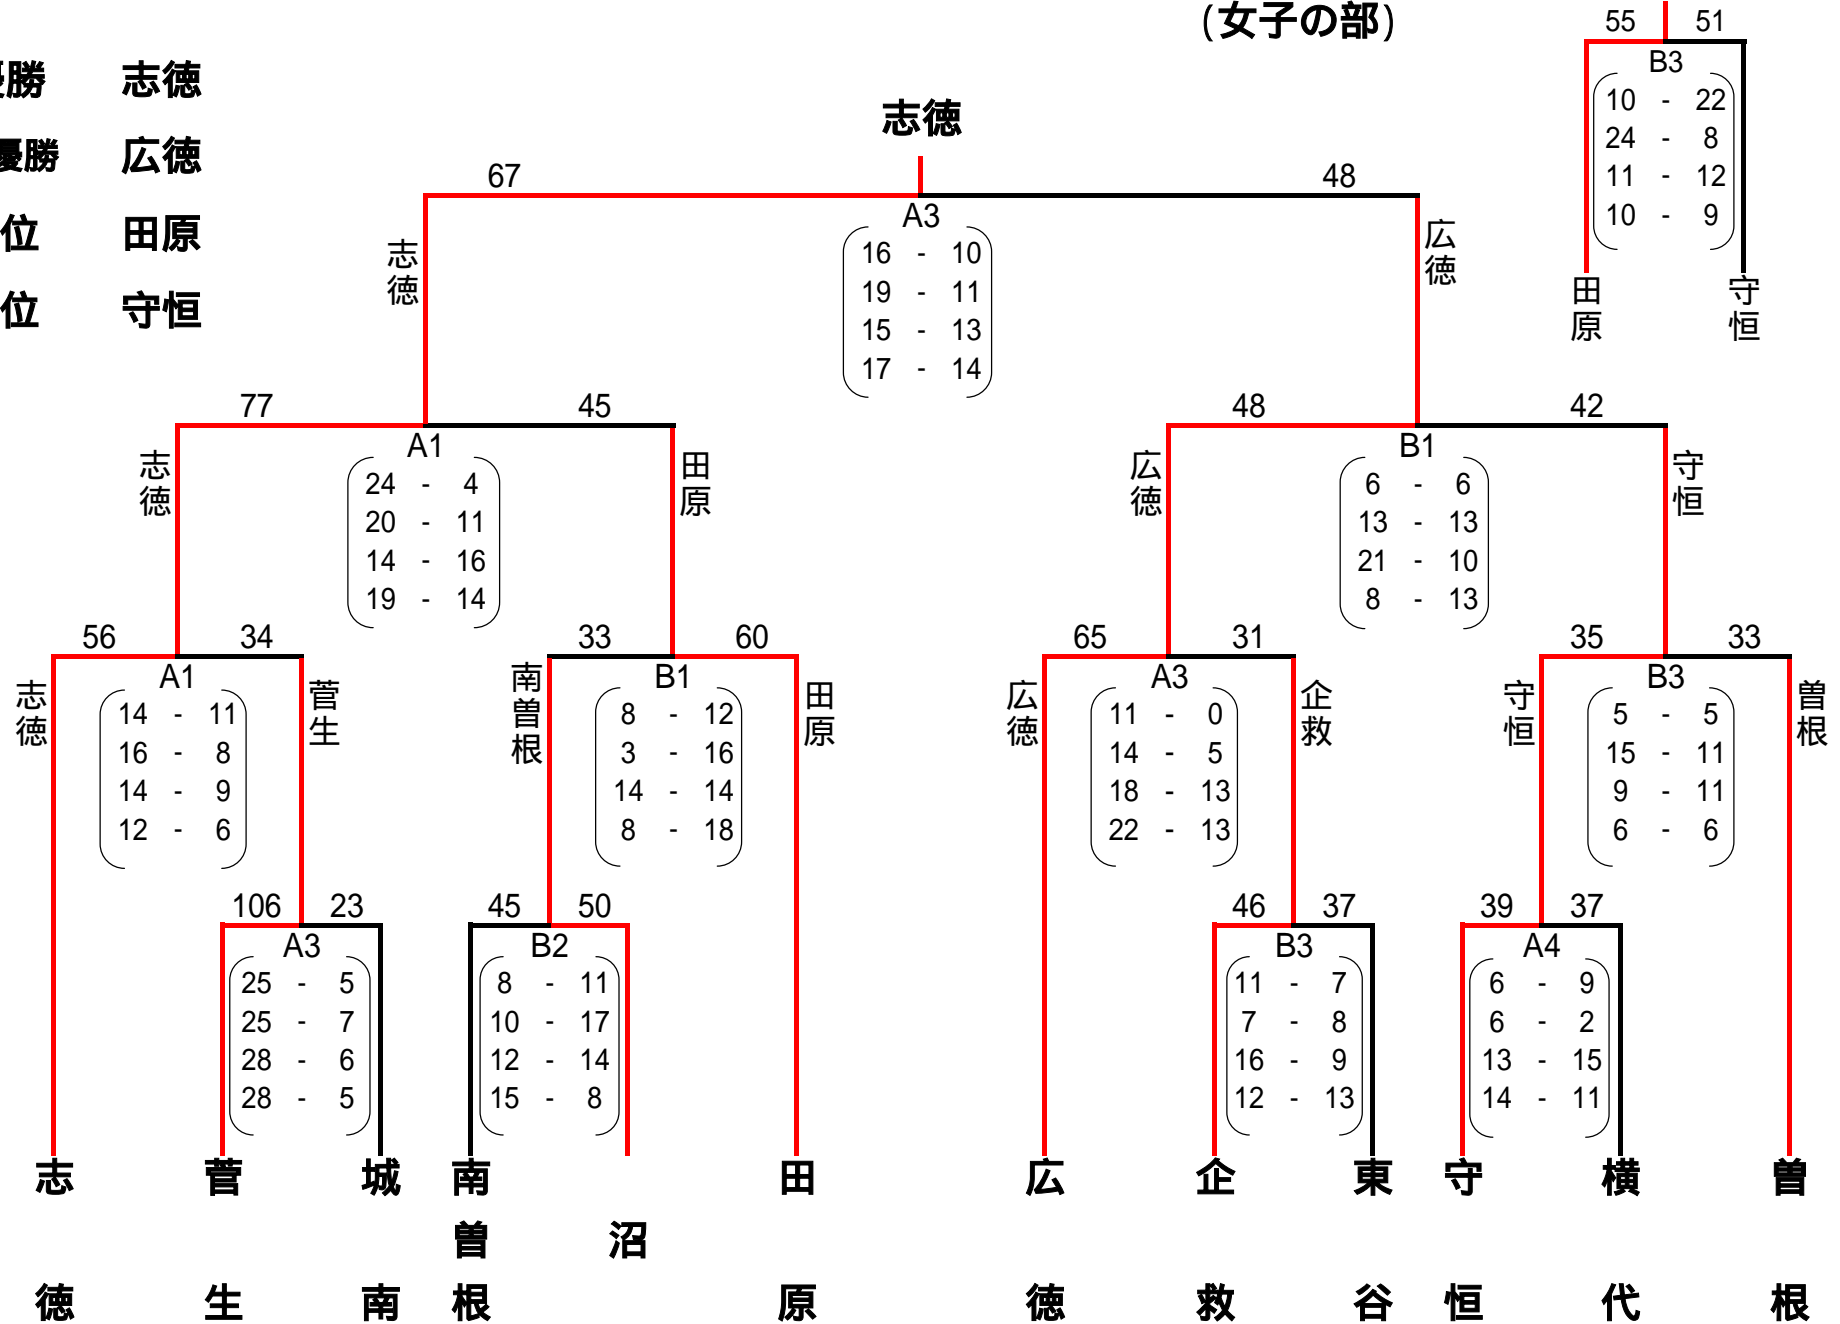 (女子の部)
55 51
B3
10 - 22
24 - 8
11 - 12
10 - 9
田原 守恒
勝 志徳
優勝 広徳
位 田原
位 守恒
志徳
67 48
A3
16 - 10
19 - 11
15 - 13
17 - 14
志徳 広徳
77 45
A1
24 - 4
20 - 11
14 - 16
19 - 14
志徳 田原
48 42
B1
6 - 6
13 - 13
21 - 10
8 - 13
広徳 守恒
56 34
A1
14 - 11
16 - 8
14 - 9
12 - 6
志徳 菅生
33 60
B1
8 - 12
3 - 16
14 - 14
8 - 18
南曽根 田原
65 31
A3
11 - 0
14 - 5
18 - 13
22 - 13
広徳 企救
35 33
B3
5 - 5
15 - 11
9 - 11
6 - 6
守恒 曽根
106 23
A3
25 - 5
25 - 7
28 - 6
28 - 5
45 50
B2
8 - 11
10 - 17
12 - 14
15 - 8
46 37
B3
11 - 7
7 - 8
16 - 9
12 - 13
39 37
A4
6 - 9
6 - 2
13 - 15
14 - 11
志徳 菅生 城南 南曽根 沼 田原 広徳 企救 東谷 守恒 横代 曽根